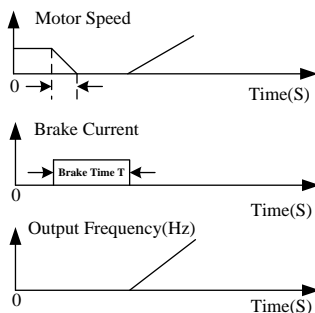 Motor Speed
0
Time(S)
Brake Current
Brake Time T
0
Time(S)
Output Frequency(Hz)
0
Time(S)